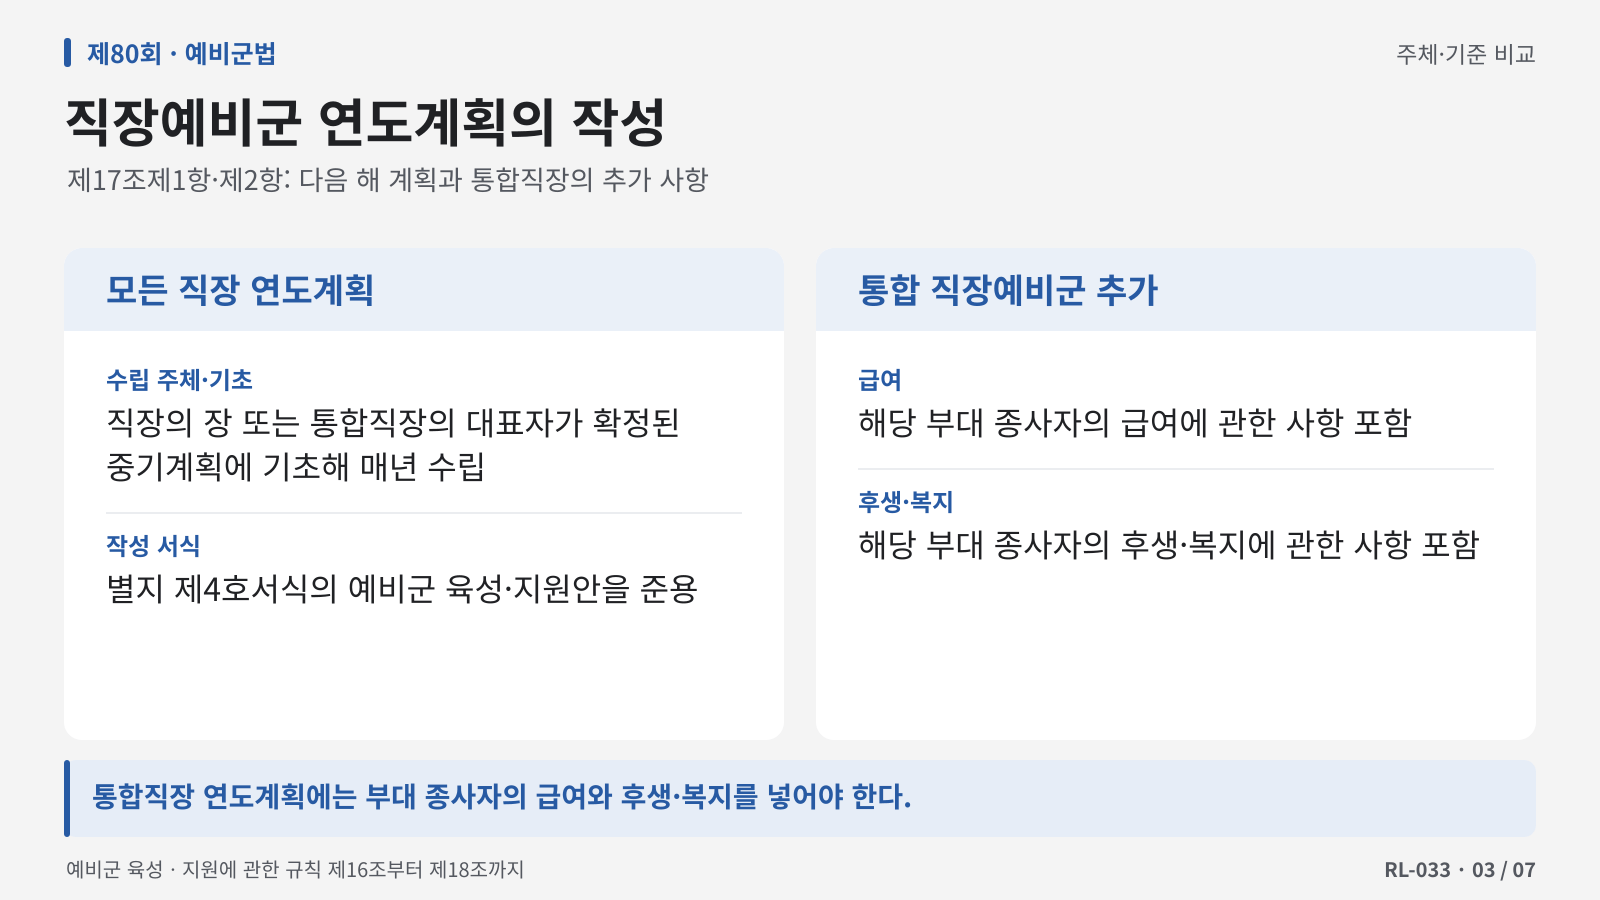 제80회 · 예비군법
주체·기준 비교
직장예비군 연도계획의 작성
제17조제1항·제2항: 다음 해 계획과 통합직장의 추가 사항
모든 직장 연도계획
수립 주체·기초
직장의 장 또는 통합직장의 대표자가 확정된
중기계획에 기초해 매년 수립
작성 서식
별지 제4호서식의 예비군 육성·지원안을 준용
통합 직장예비군 추가
급여
해당 부대 종사자의 급여에 관한 사항 포함
후생·복지
해당 부대 종사자의 후생·복지에 관한 사항 포함
통합직장 연도계획에는 부대 종사자의 급여와 후생·복지를 넣어야 한다.
예비군 육성 · 지원에 관한 규칙 제16조부터 제18조까지
RL-033 · 03 / 07